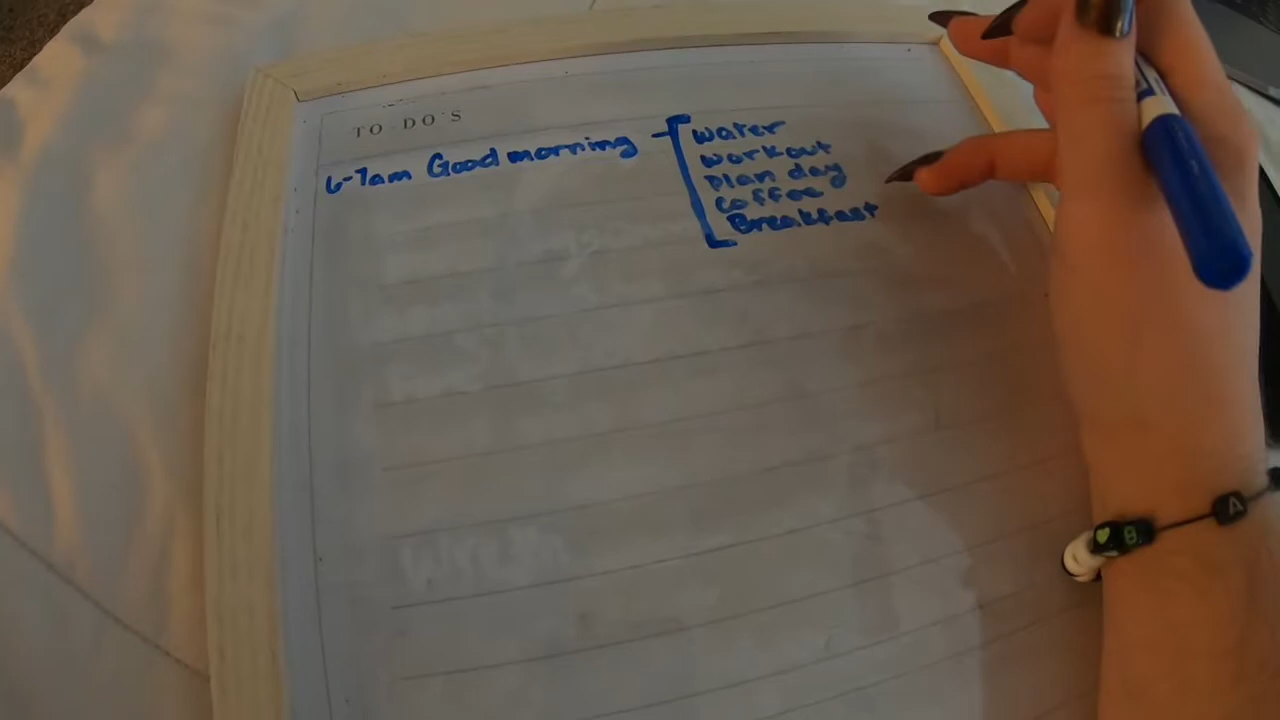 TO DO'S
6-7am Good morning
water
workout
Plan day
Coffee
Breakfast